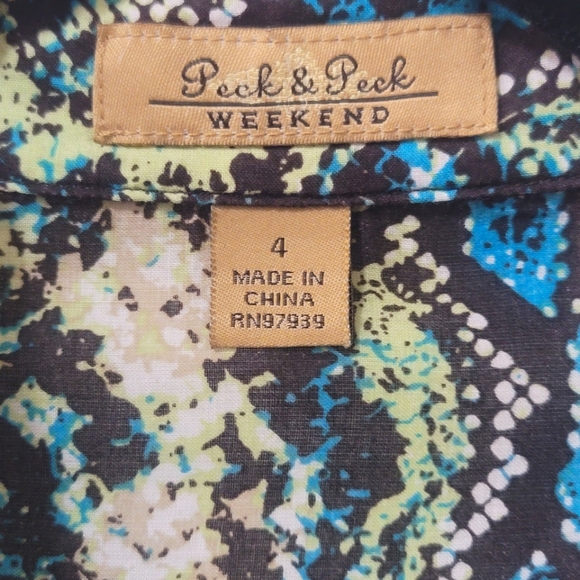 Peck & Peck
WEEKEND
4
MADE IN
CHINA
RN97939